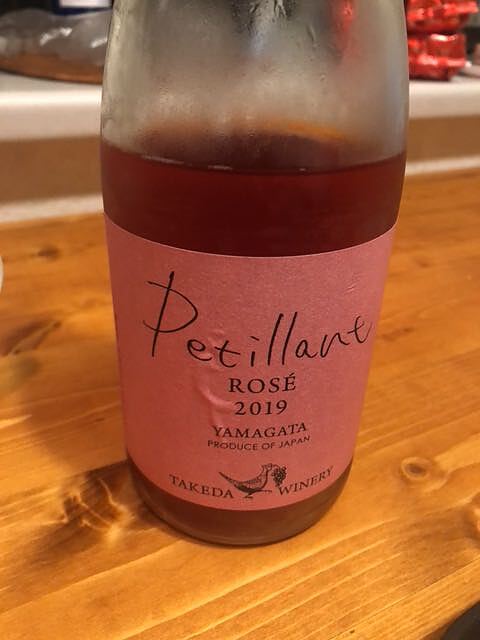 Petillant
ROSÉ
2019
YAMAGATA
PRODUCE OF JAPAN
TAKEDA WINERY